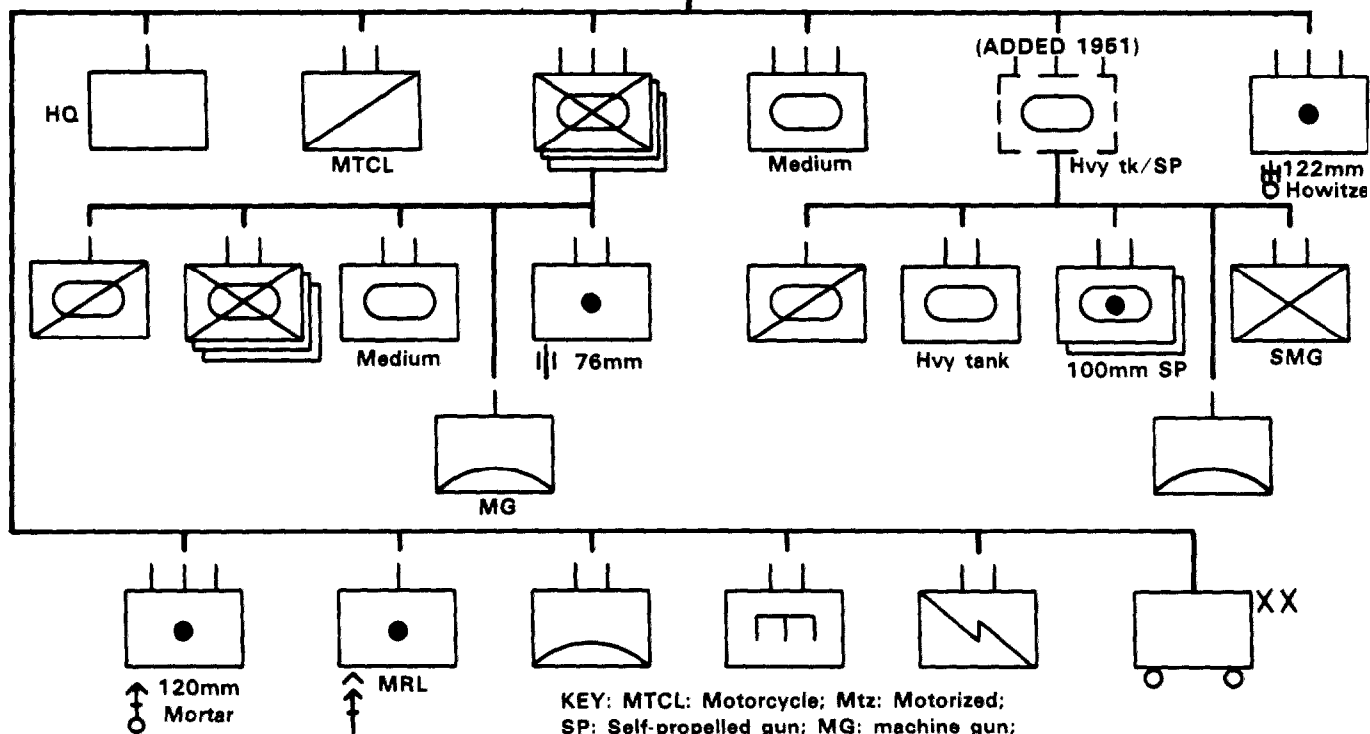 (ADDED 1951)
HQ
MTCL
Medium
Hvy tk/SP
122mm
Howitze
Medium
76mm
Hvy tank
100mm SP
SMG
MG
XX
120mm
Mortar
MRL
KEY: MTCL: Motorcycle; Mtz: Motorized;
SP: Self-propelled gun; MG: machine gun;